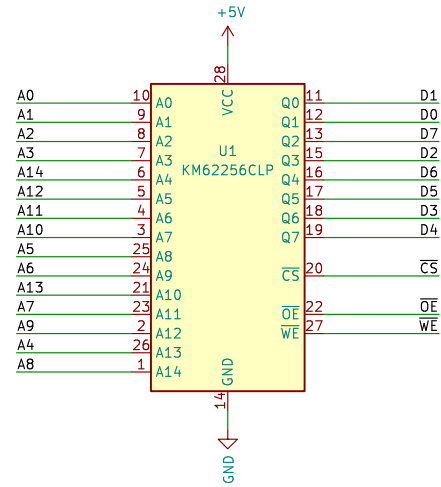 +5V
28
VCC
A0 10 A0 Q0 11 D1
A1 9 A1 Q1 12 D0
A2 8 A2 Q2 13 D7
A3 7 A3 Q3 15 D2
A14 6 A4 Q4 16 D6
A12 5 A5 Q5 17 D5
A11 4 A6 Q6 18 D3
A10 3 A7 Q7 19 D4
U1
KM62256CLP
A5 25 A8
A6 24 A9 CS 20 CS
A13 21 A10
A7 23 A11 OE 22 OE
A9 2 A12 WE 27 WE
A4 26 A13
A8 1 A14
GND
14
GND